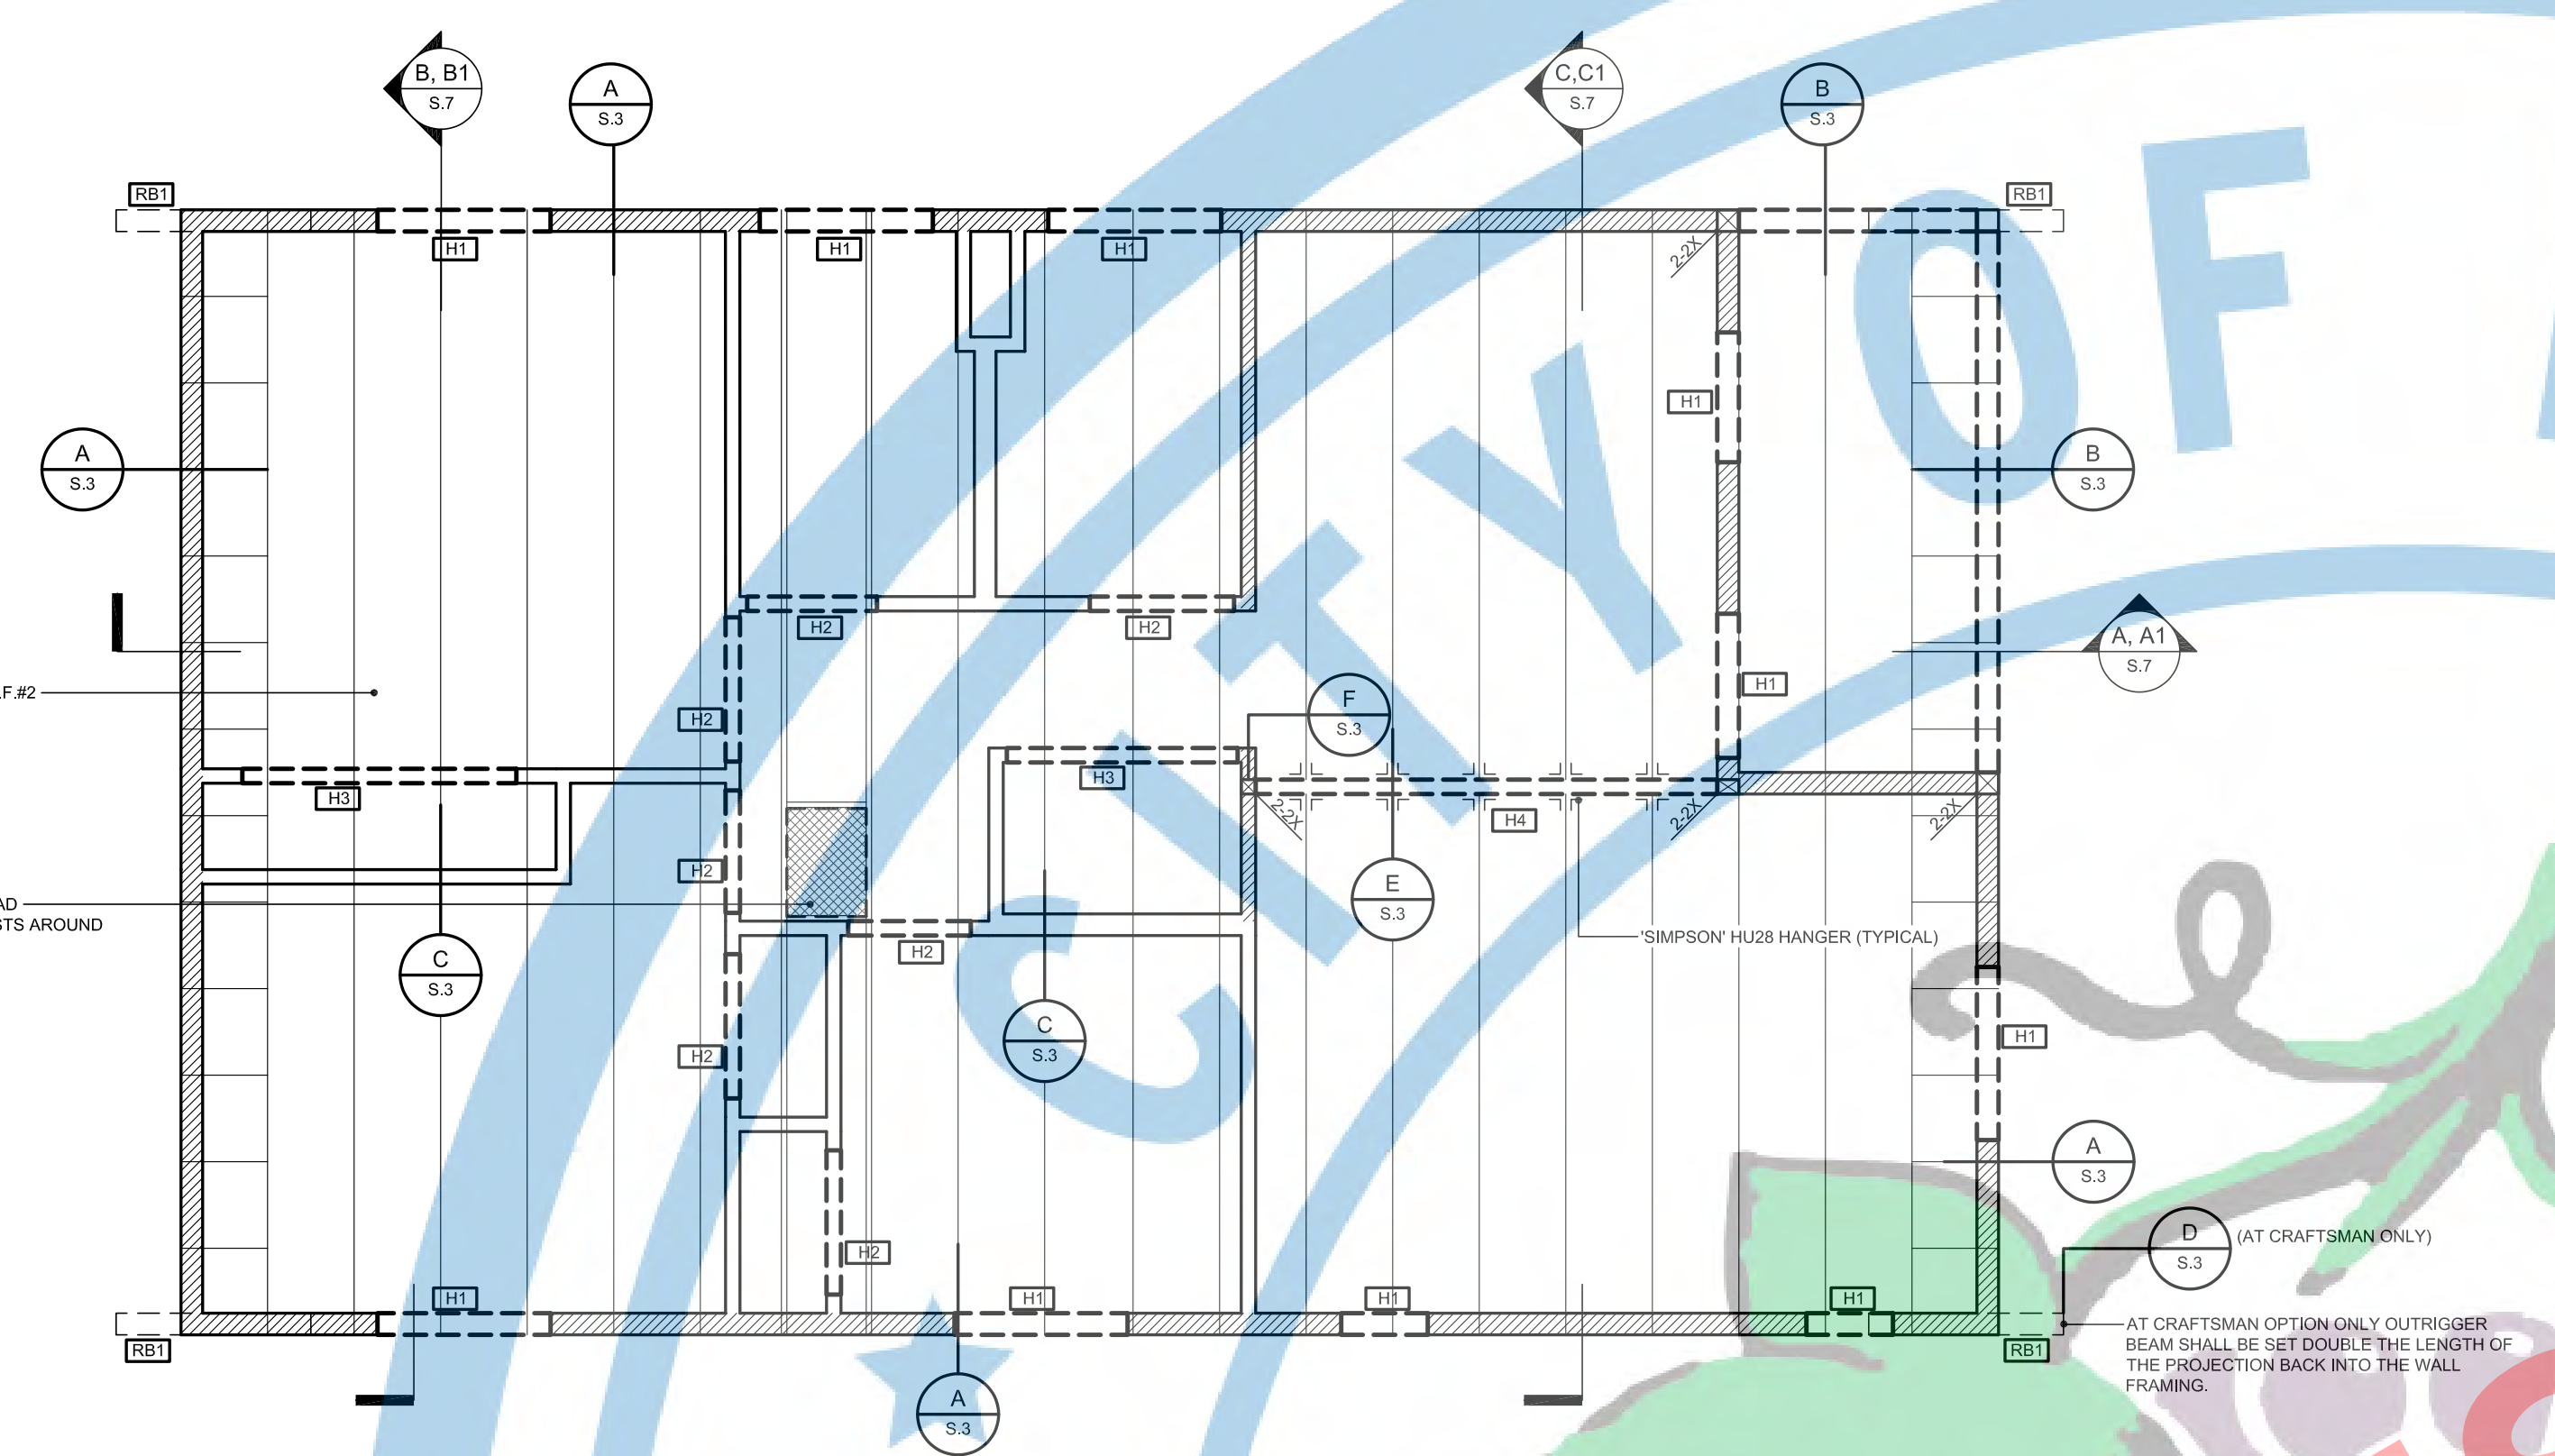 B, B1
S.7
A
S.3
C,C1
S.7
B
S.3
RB1
RB1
H1
H1
H1
2-2X
H1
A
S.3
B
S.3
CITY OF
H2
H2
A, A1
S.7
.F.#2
H2
F
S.3
H1
H3
H3
2-2X
H4
2-2X
2-2X
H2
E
S.3
AD
STS AROUND
'SIMPSON' HU28 HANGER (TYPICAL)
H2
C
S.3
C
S.3
H2
H1
A
S.3
H2
D
S.3
(AT CRAFTSMAN ONLY)
H1
H1
H1
H1
RB1
RB1
AT CRAFTSMAN OPTION ONLY OUTRIGGER
BEAM SHALL BE SET DOUBLE THE LENGTH OF
THE PROJECTION BACK INTO THE WALL
FRAMING.
A
S.3